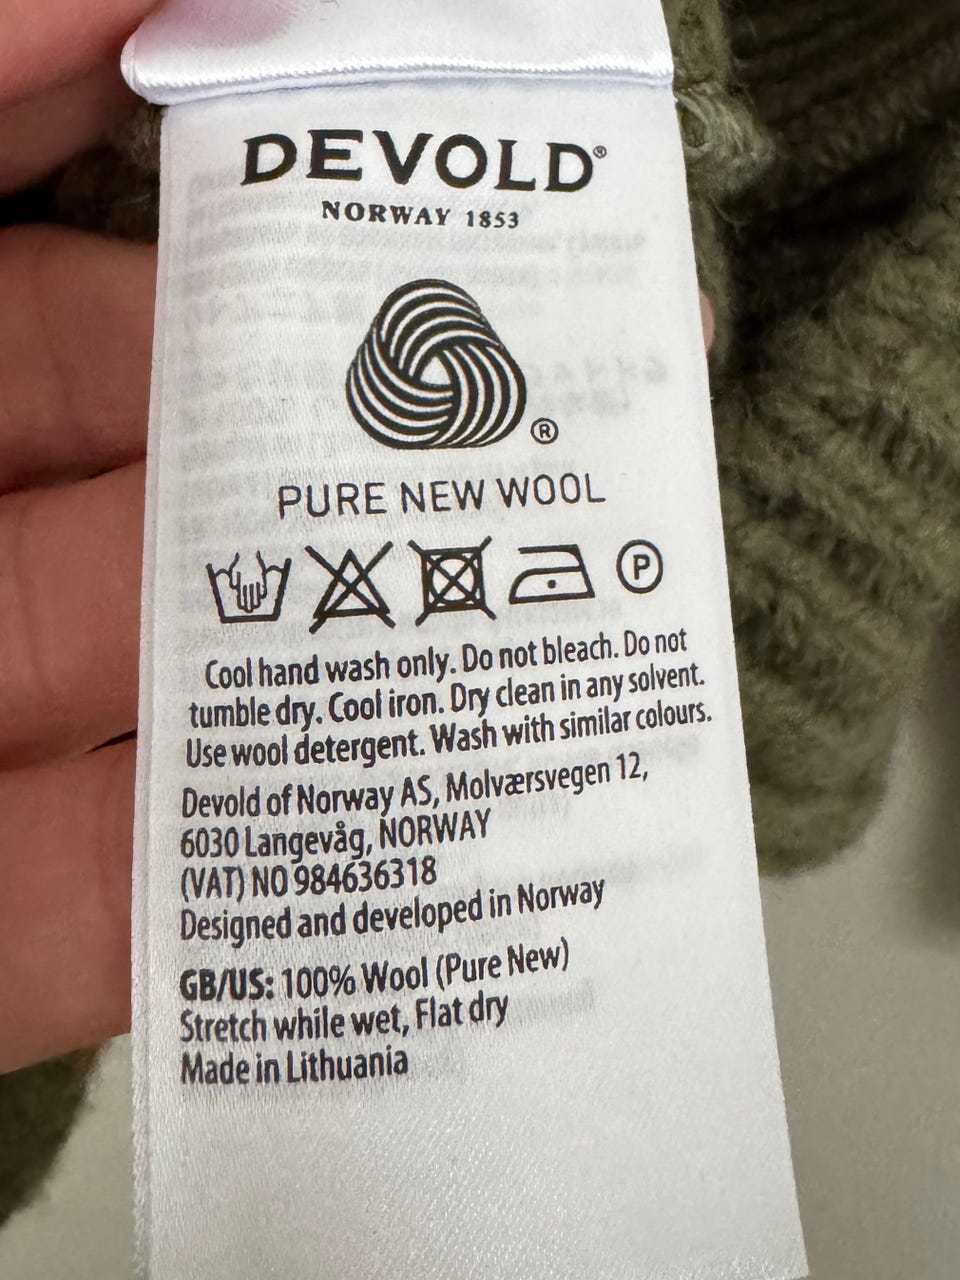 DEVOLD®
NORWAY 1853
®
PURE NEW WOOL
P
Cool hand wash only. Do not bleach. Do not
tumble dry. Cool iron. Dry clean in any solvent.
Use wool detergent. Wash with similar colours.
Devold of Norway AS, Molværsvegen 12,
6030 Langevåg, NORWAY
(VAT) NO 984636318
Designed and developed in Norway
GB/US: 100% Wool (Pure New)
Stretch while wet, Flat dry
Made in Lithuania